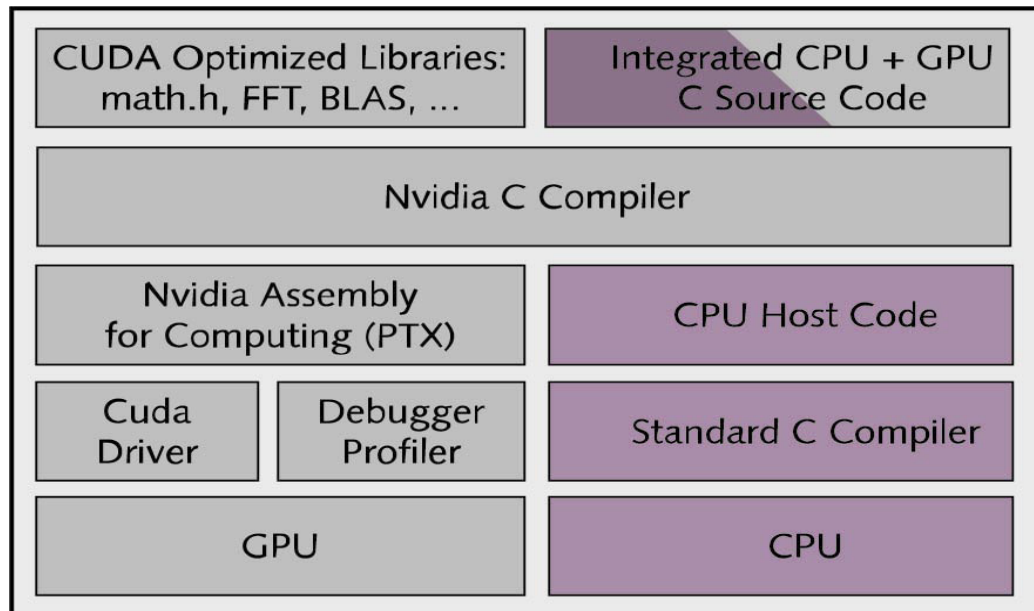 CUDA Optimized Libraries:
math.h, FFT, BLAS, ...
Integrated CPU + GPU
C Source Code
Nvidia C Compiler
Nvidia Assembly
for Computing (PTX)
CPU Host Code
Cuda
Driver
Debugger
Profiler
Standard C Compiler
GPU
CPU